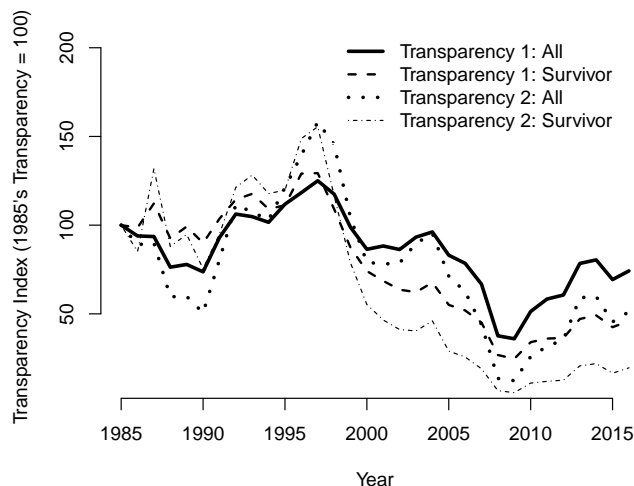 Transparency Index (1985's Transparency = 100)
200
150
100
50
Transparency 1: All
Transparency 1: Survivor
Transparency 2: All
Transparency 2: Survivor
1985 1990 1995 2000 2005 2010 2015
Year